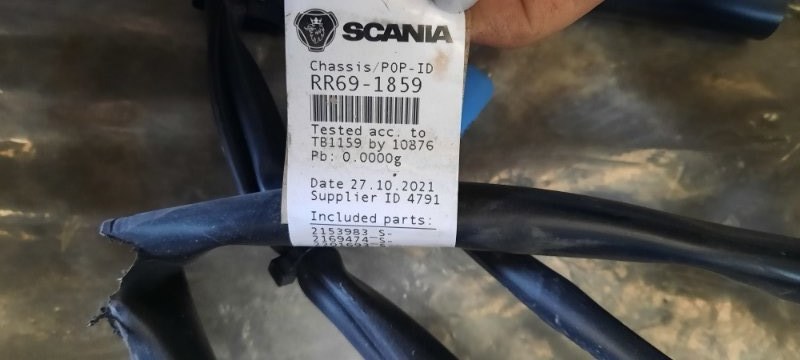 SCANIA
Chassis/POP-ID
RR69-1859
Tested acc. to
TB1159 by 10876
Pb: 0.0000g
Date 27.10.2021
Supplier ID 4791
Included parts:
2153983 S-
2169474 S-